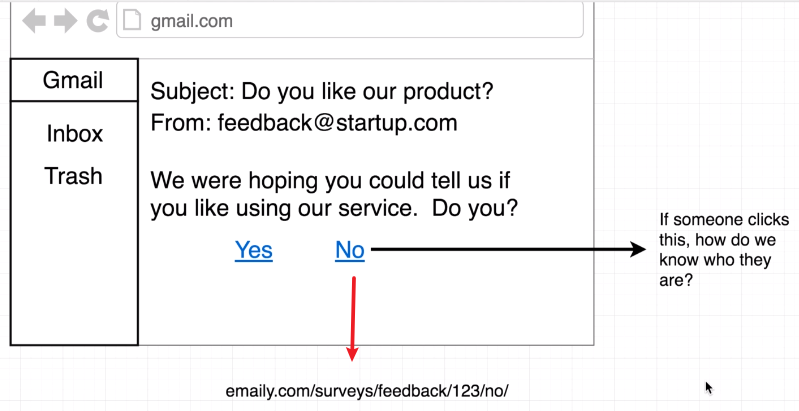 gmail.com
Gmail
Inbox
Trash
Subject: Do you like our product?
From: feedback@startup.com
We were hoping you could tell us if
you like using our service. Do you?
Yes No
If someone clicks
this, how do we
know who they
are?
emaily.com/surveys/feedback/123/no/